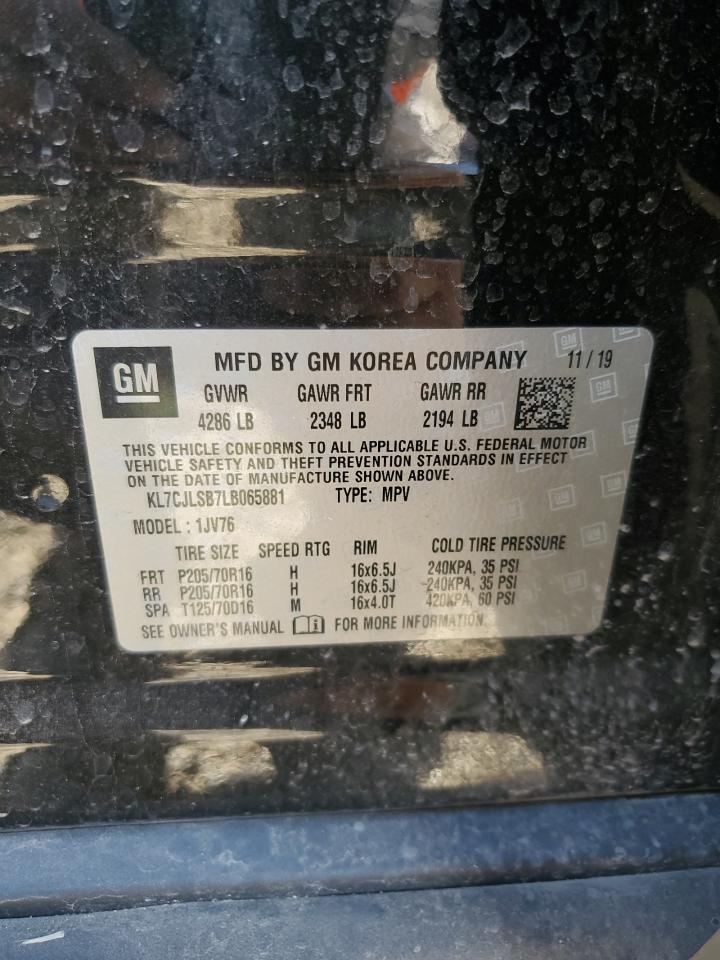 GM MFD BY GM KOREA COMPANY 11 / 19
GVWR GAWR FRT GAWR RR
4286 LB 2348 LB 2194 LB
THIS VEHICLE CONFORMS TO ALL APPLICABLE U.S. FEDERAL MOTOR
VEHICLE SAFETY AND THEFT PREVENTION STANDARDS IN EFFECT
ON THE DATE OF MANUFACTURE SHOWN ABOVE.
KL7CJLSB7LB065881 TYPE: MPV
MODEL : 1JV76
TIRE SIZE SPEED RTG RIM COLD TIRE PRESSURE
FRT P205/70R16 H 16x6.5J 240KPA, 35 PSI
RR P205/70R16 H 16x6.5J 240KPA, 35 PSI
SPA T125/70D16 M 16x4.0T 420KPA, 60 PSI
SEE OWNER'S MANUAL FOR MORE INFORMATION.